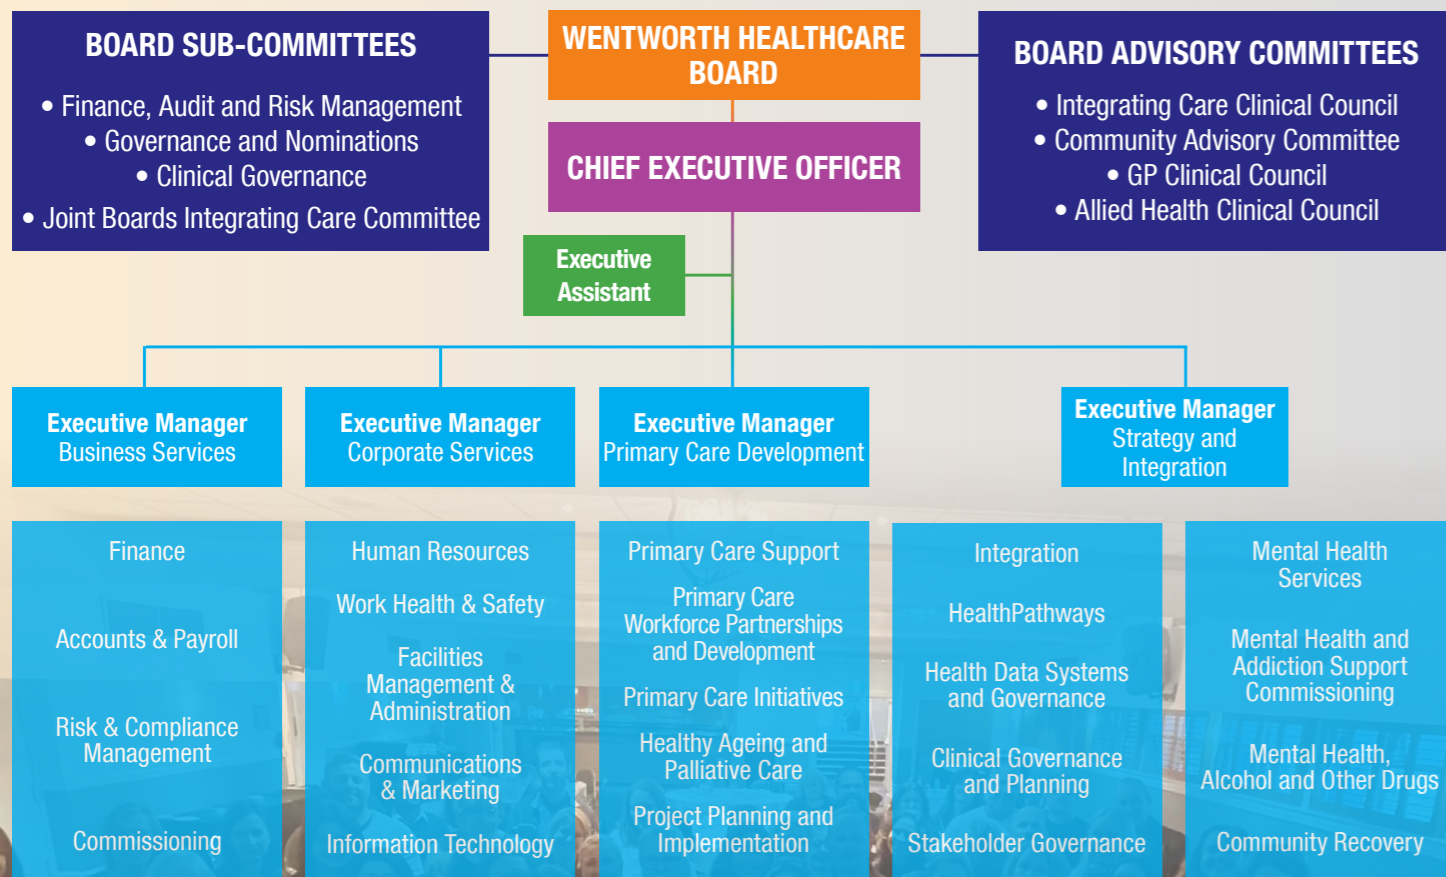 BOARD SUB-COMMITTEES
• Finance, Audit and Risk Management
• Governance and Nominations
• Clinical Governance
• Joint Boards Integrating Care Committee
WENTWORTH HEALTHCARE
BOARD
CHIEF EXECUTIVE OFFICER
BOARD ADVISORY COMMITTEES
• Integrating Care Clinical Council
• Community Advisory Committee
• GP Clinical Council
• Allied Health Clinical Council
Executive
Assistant
Executive Manager
Business Services
Executive Manager
Corporate Services
Executive Manager
Primary Care Development
Executive Manager
Strategy and
Integration
Finance
Accounts & Payroll
Risk & Compliance
Management
Commissioning
Human Resources
Work Health & Safety
Facilities
Management &
Administration
Communications
& Marketing
Information Technology
Primary Care Support
Primary Care
Workforce Partnerships
and Development
Primary Care Initiatives
Healthy Ageing and
Palliative Care
Project Planning and
Implementation
Integration
HealthPathways
Health Data Systems
and Governance
Clinical Governance
and Planning
Stakeholder Governance
Mental Health
Services
Mental Health and
Addiction Support
Commissioning
Mental Health,
Alcohol and Other Drugs
Community Recovery